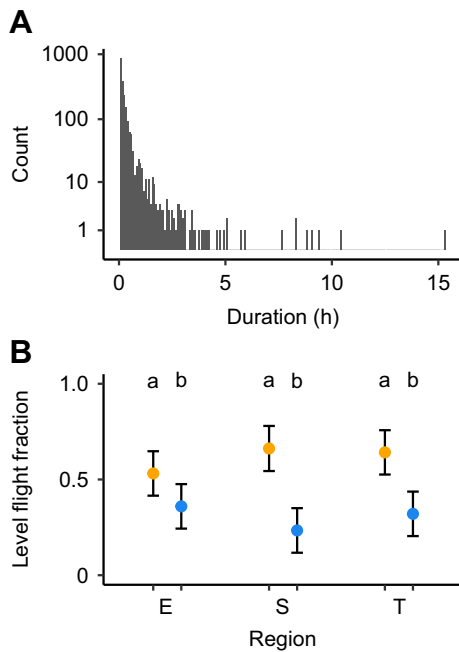 A
1000
100
10
1
Count
0 5 10 15
Duration (h)
B
1.0
0.5
0
Level flight fraction
a b a b a b
E S T
Region